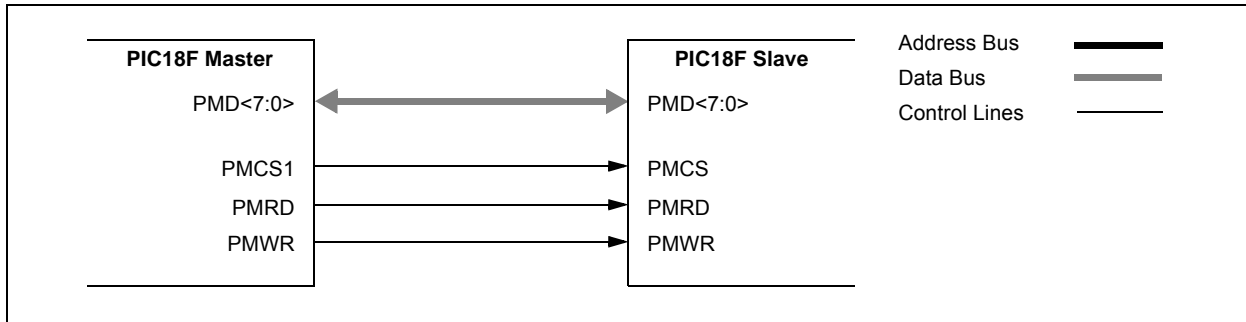 PIC18F Master
PMD<7:0>
PMCS1
PMRD
PMWR
PIC18F Slave
PMD<7:0>
PMCS
PMRD
PMWR
Address Bus
Data Bus
Control Lines